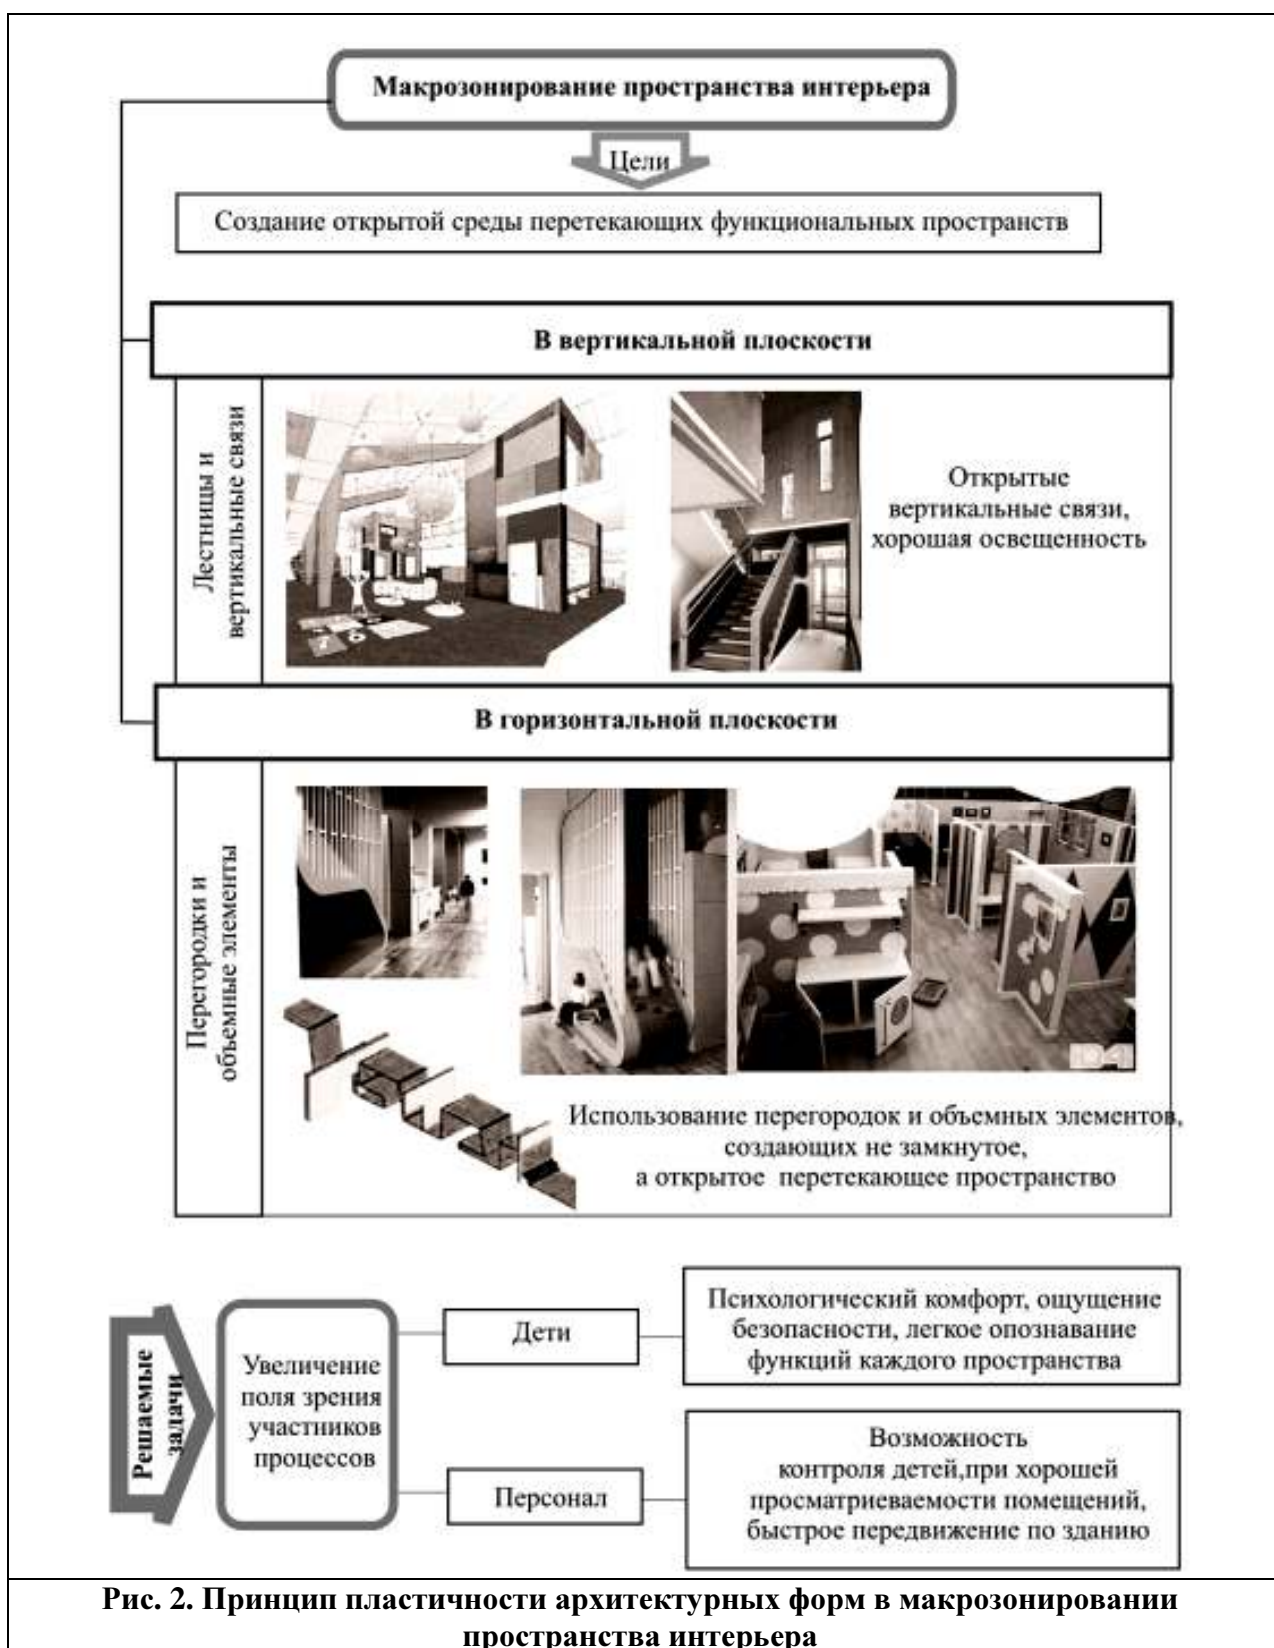 Макрозонирование пространства интерьера
Цели
Создание открытой среды перетекающих функциональных пространств
В вертикальной плоскости
Лестницы и
вертикальные связи
Открытые
вертикальные связи,
хорошая освещенность
В горизонтальной плоскости
Перегородки и
объемные элементы
Использование перегородок и объемных элементов,
создающих не замкнутое,
а открытое перетекающее пространство
Решаемые
задачи
Увеличение
поля зрения
участников
процессов
Дети
Психологический комфорт, ощущение
безопасности, легкое опознавание
функций каждого пространства
Персонал
Возможность
контроля детей,при хорошей
просматриеваемости помещений,
быстрое передвижение по зданию
Рис. 2. Принцип пластичности архитектурных форм в макрозонировании
пространства интерьера